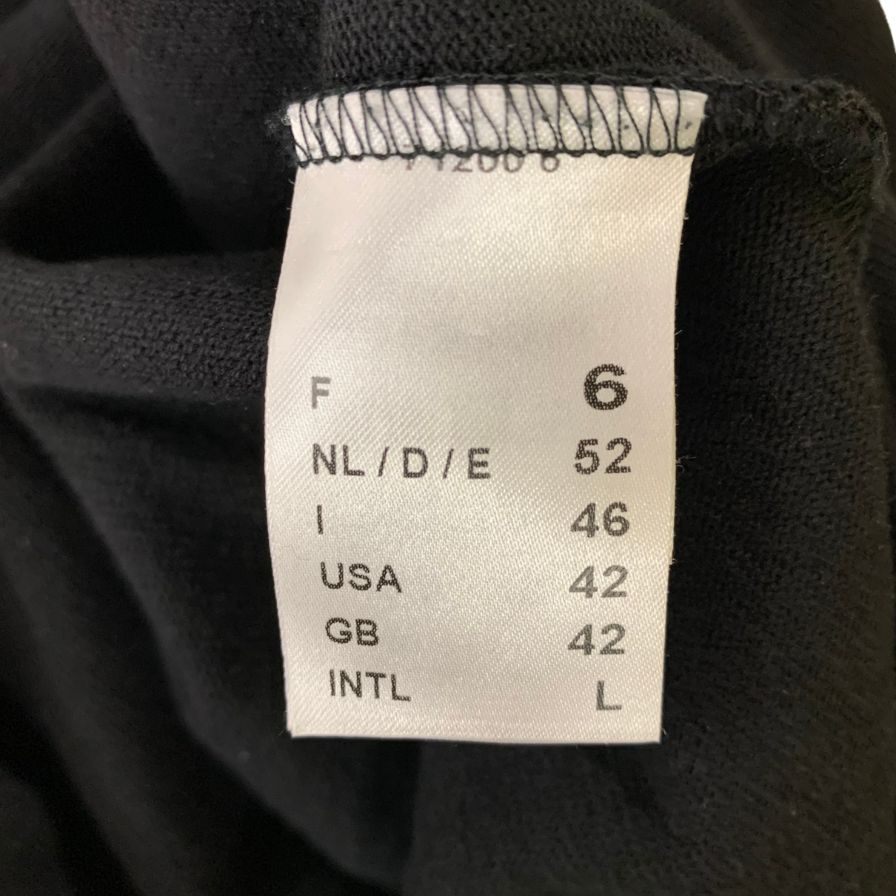 F 6
NL / D / E 52
I 46
USA 42
GB 42
INTL L